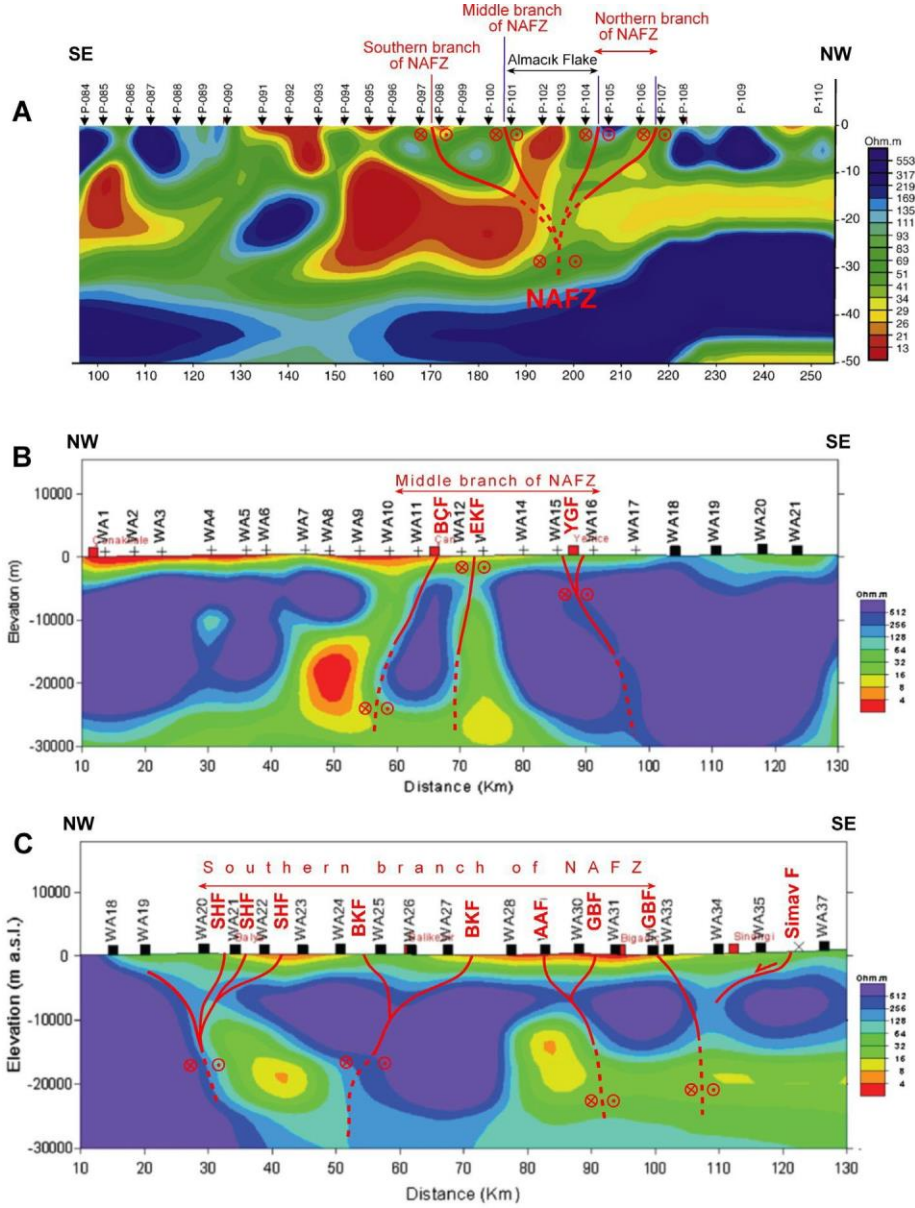 Middle branch
of NAFZ
Southern branch
of NAFZ
Northern branch
of NAFZ
SE
Almacık Flake
NW
A
P-084
P-085
P-086
P-087
P-088
P-089
P-090
P-091
P-092
P-093
P-094
P-095
P-096
P-097
P-098
P-099
P-100
P-101
P-102
P-103
P-104
P-105
P-106
P-107
P-108
P-109
P-110
0
-10
-20
-30
-40
-50
Ohm.m
553
317
219
169
135
111
93
83
69
51
41
34
29
26
21
13
NAFZ
100 110 120 130 140 150 160 170 180 190 200 210 220 230 240 250
B
NW
SE
Middle branch of NAFZ
10000
0
-10000
-20000
-30000
Elevation (m)
WA1
WA2
WA3
WA4
WA5
WA6
WA7
WA8
WA9
WA10
WA11
BÇF
WA12
EKF
WA14
WA15
YGF
WA16
WA17
WA18
WA19
WA20
WA21
Canakkale
Can
Yenice
Ohm.m
512
256
128
64
32
16
8
4
10 20 30 40 50 60 70 80 90 100 110 120 130
Distance (Km)
C
NW
SE
Southern branch of NAFZ
10000
0
-10000
-20000
-30000
Elevation (m a.s.l.)
WA18
WA19
WA20
SHF
WA21
SHF
WA22
SHF
WA23
WA24
BKF
WA25
WA26
WA27
BKF
WA28
AAF
WA30
GBF
WA31
GBF
WA33
WA34
WA35
Simav F
WA37
Balya
Balikesir
Bigadic
Sindirgi
Ohm.m
512
256
128
64
32
16
8
4
10 20 30 40 50 60 70 80 90 100 110 120 130
Distance (Km)